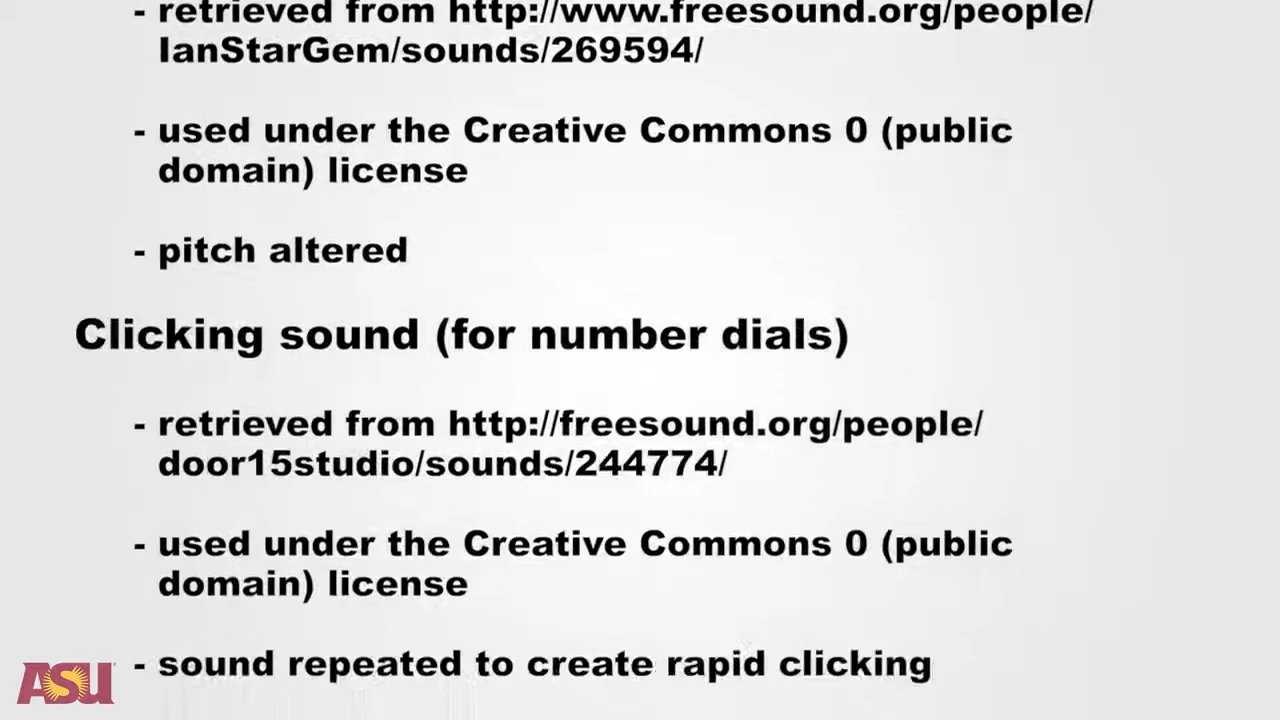 - retrieved from http://www.freesound.org/people/
IanStarGem/sounds/269594/
- used under the Creative Commons 0 (public
domain) license
- pitch altered
Clicking sound (for number dials)
- retrieved from http://freesound.org/people/
door15studio/sounds/244774/
- used under the Creative Commons 0 (public
domain) license
- sound repeated to create rapid clicking
ASU